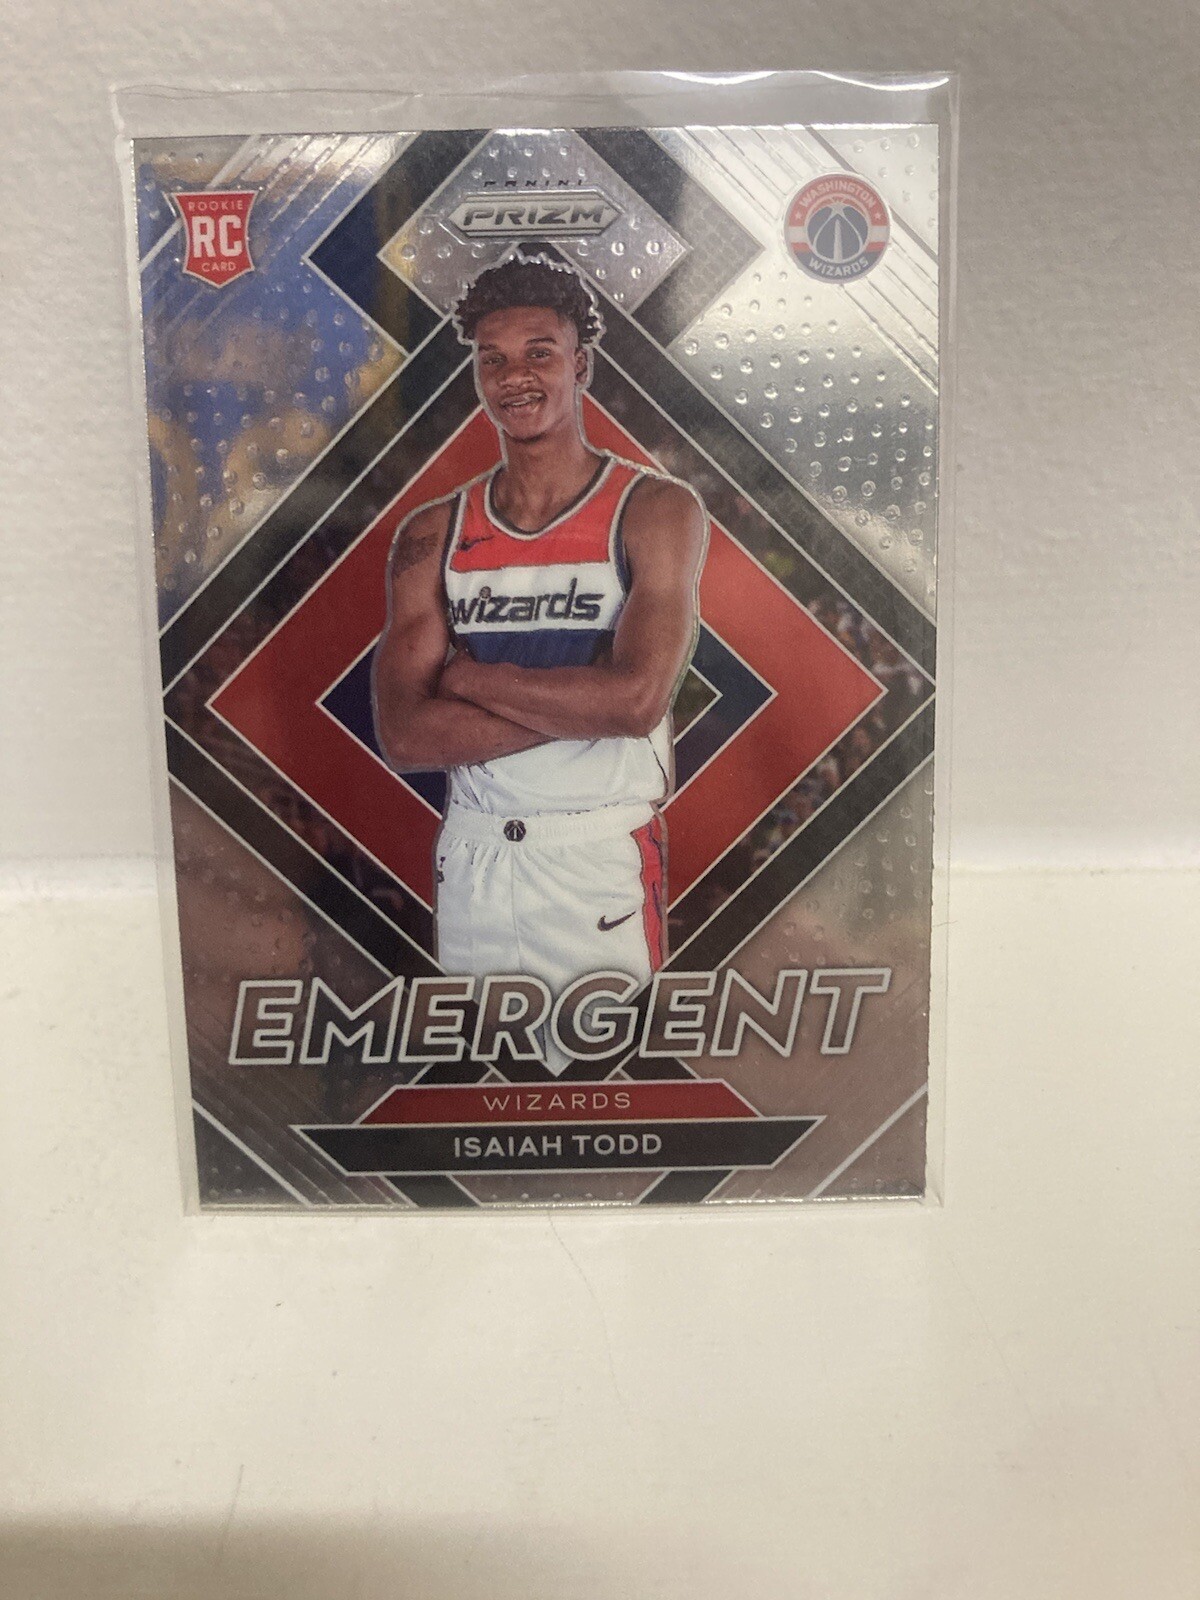 ROOKIE
RC
CARD
PANINI
PRIZM
WASHINGTON
WIZARDS
wizards
EMERGENT
WIZARDS
ISAIAH TODD